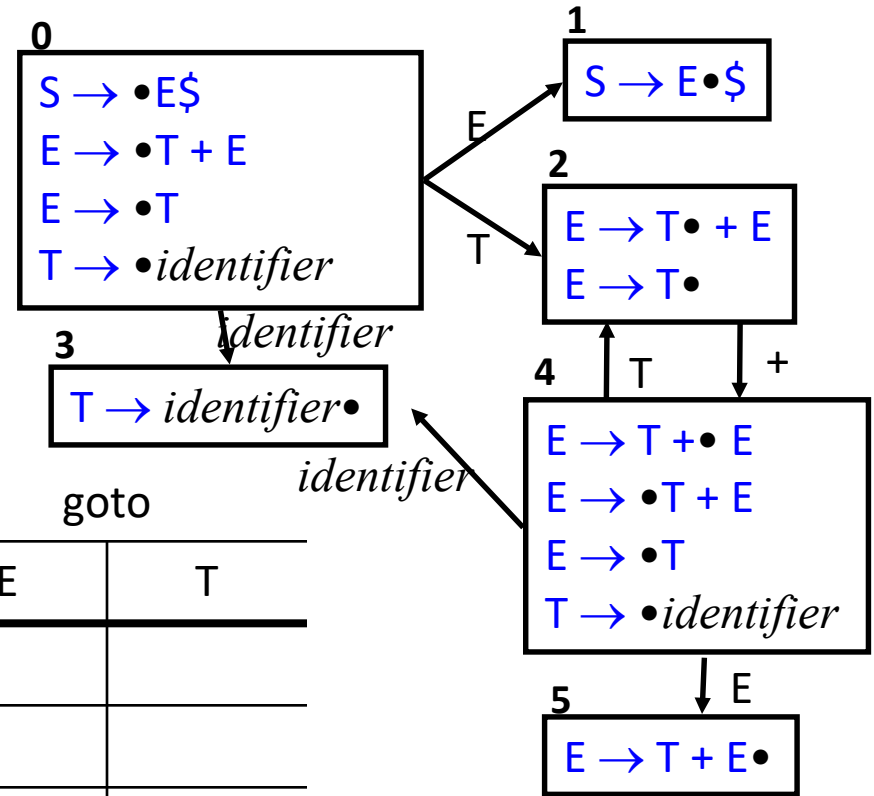 0
S → •E$
E → •T + E
E → •T
T → •identifier
1
S → E•$
E
T
2
E → T• + E
E → T•
identifier
3
T → identifier•
T
+
4
E → T +• E
E → •T + E
E → •T
T → •identifier
identifier
E
5
E → T + E•
goto
E T